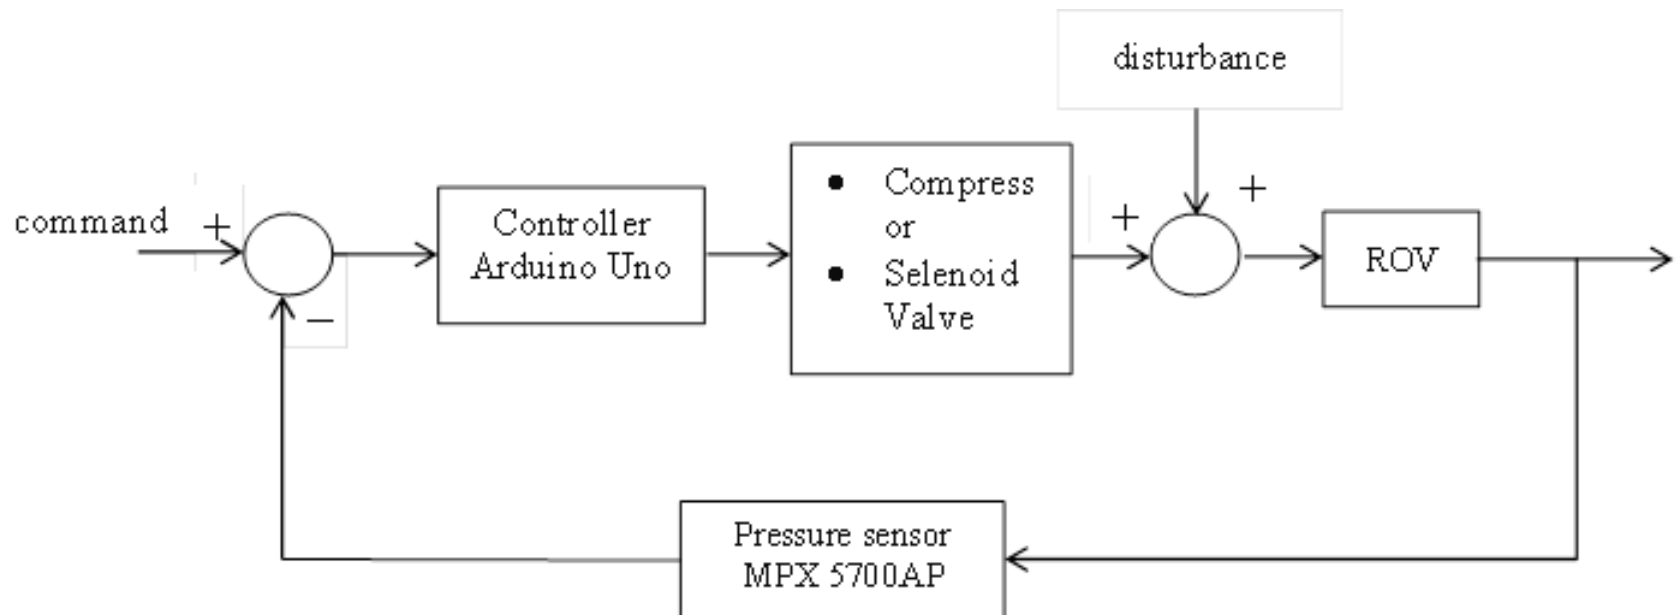 disturbance
command
+
Controller
Arduino Uno
● Compress
or
● Selenoid
Valve
+
+
ROV
−
Pressure sensor
MPX 5700AP